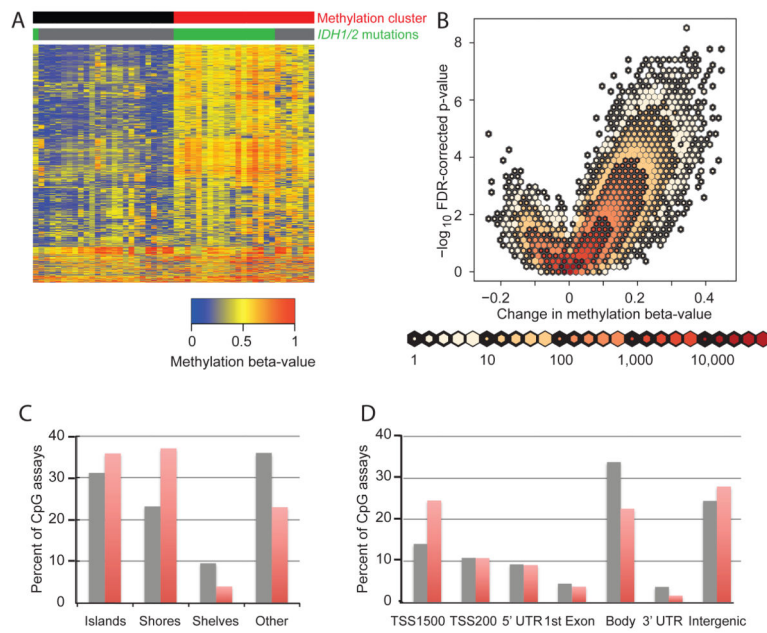 A
Methylation cluster
IDH1/2 mutations
0 0.5 1
Methylation beta-value
B
8
6
4
2
0
−log10 FDR-corrected p-value
−0.2 0 0.2 0.4
Change in methylation beta-value
1 10 100 1,000 10,000
C
40
30
20
10
0
Percent of CpG assays
Islands Shores Shelves Other
D
40
30
20
10
0
Percent of CpG assays
TSS1500 TSS200 5' UTR 1st Exon Body 3' UTR Intergenic